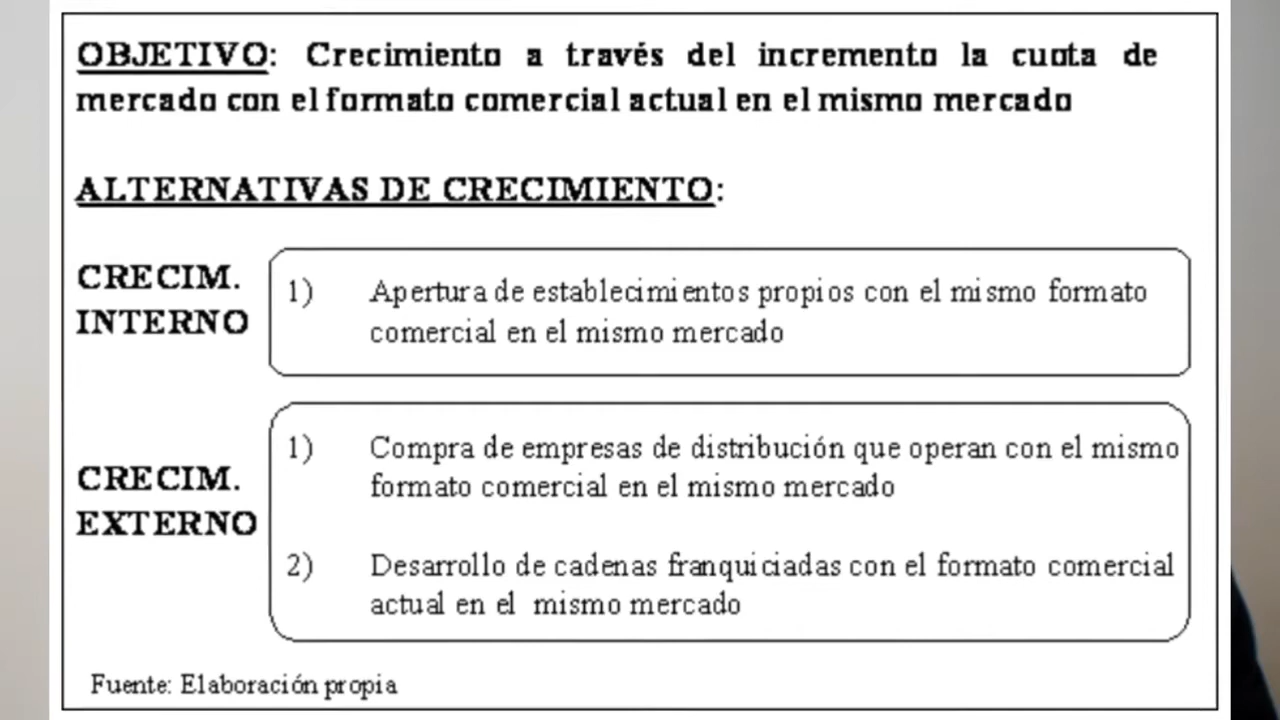 OBJETIVO: Crecimiento a través del incremento la cuota de
mercado con el formato comercial actual en el mismo mercado
ALTERNATIVAS DE CRECIMIENTO:
CRECIM.
INTERNO
1) Apertura de establecimientos propios con el mismo formato
comercial en el mismo mercado
CRECIM.
EXTERNO
1) Compra de empresas de distribución que operan con el mismo
formato comercial en el mismo mercado
2) Desarrollo de cadenas franquiciadas con el formato comercial
actual en el mismo mercado
Fuente: Elaboración propia